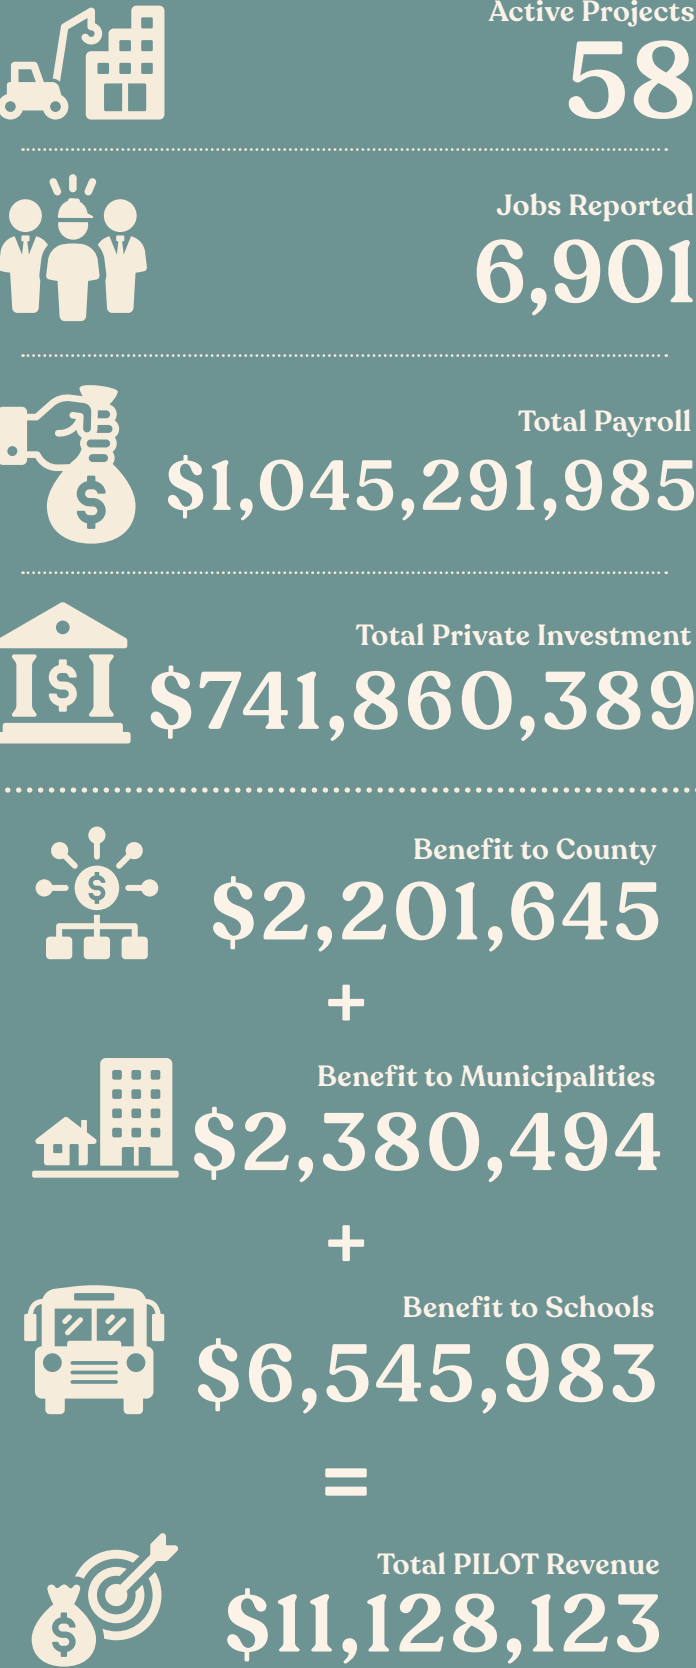 Active Projects
58
Jobs Reported
6,901
Total Payroll
$1,045,291,985
Total Private Investment
$741,860,389
Benefit to County
$2,201,645
+
Benefit to Municipalities
$2,380,494
+
Benefit to Schools
$6,545,983
=
Total PILOT Revenue
$11,128,123